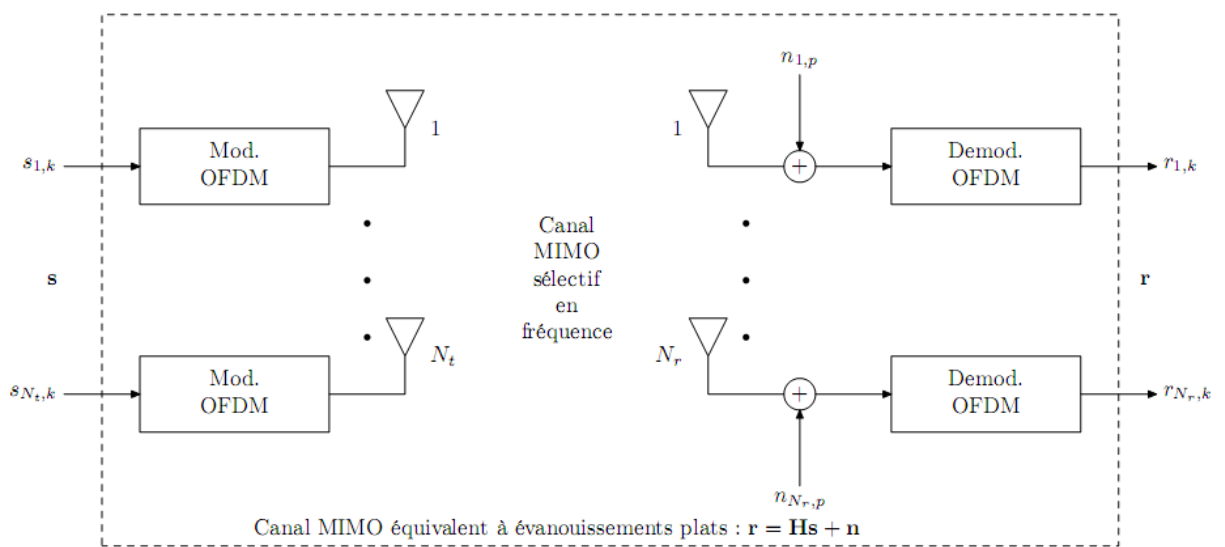 n_{1,p}
1
1
Mod.
OFDM
Demod.
OFDM
s_{1,k}
r_{1,k}
+
Canal
MIMO
sélectif
en
fréquence
s
r
N_t
N_r
Mod.
OFDM
Demod.
OFDM
s_{N_t,k}
r_{N_r,k}
+
n_{N_r,p}
Canal MIMO équivalent à évanouissements plats : r = Hs + n